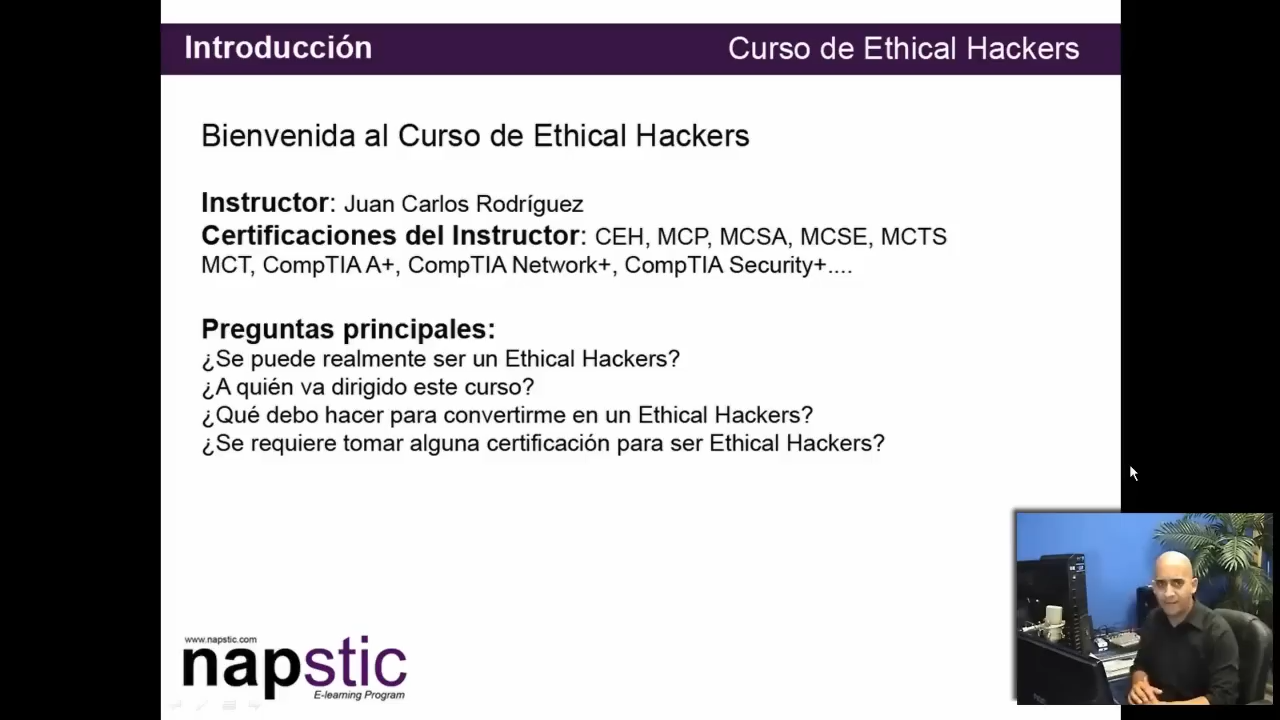 Introducción
Curso de Ethical Hackers
Bienvenida al Curso de Ethical Hackers
Instructor: Juan Carlos Rodríguez
Certificaciones del Instructor: CEH, MCP, MCSA, MCSE, MCTS
MCT, CompTIA A+, CompTIA Network+, CompTIA Security+....
Preguntas principales:
¿Se puede realmente ser un Ethical Hackers?
¿A quién va dirigido este curso?
¿Qué debo hacer para convertirme en un Ethical Hackers?
¿Se requiere tomar alguna certificación para ser Ethical Hackers?
www.napstic.com
napstic
E-learning Program